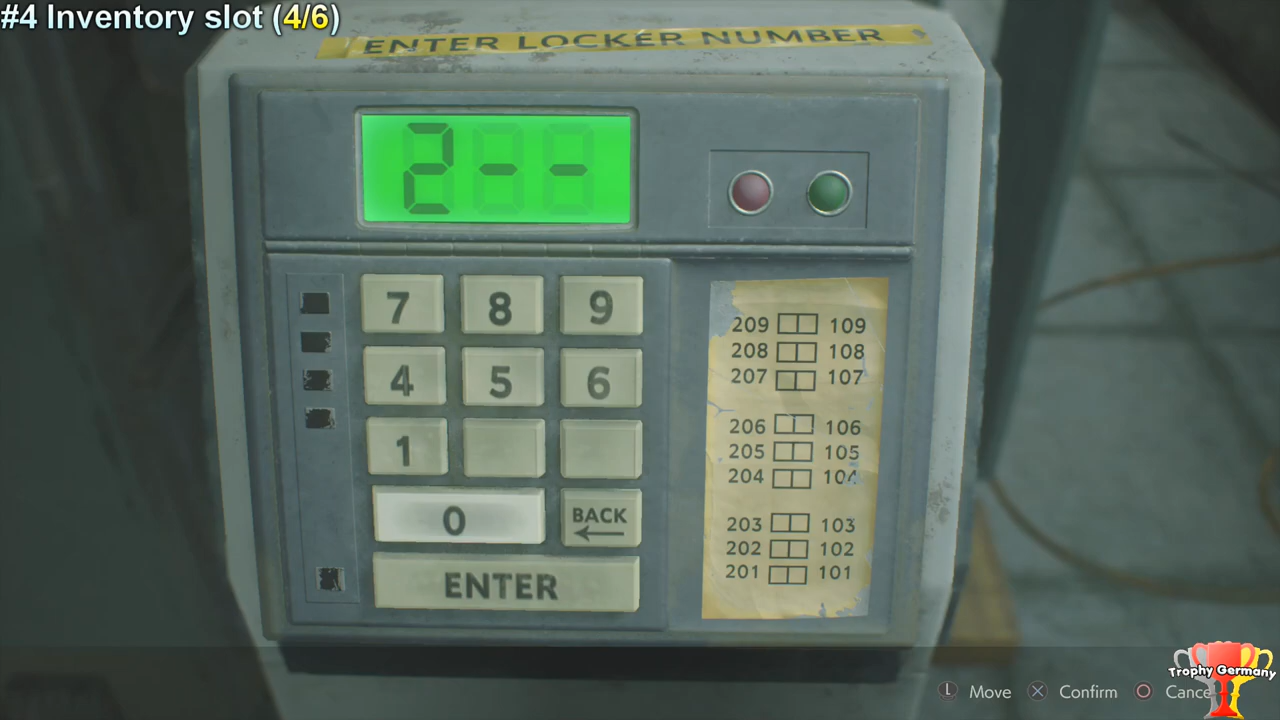 #4 Inventory slot (4/6)
ENTER LOCKER NUMBER
2--
7 8 9
4 5 6
1
0 BACK
ENTER
209 109
208 108
207 107
206 106
205 105
204 104
203 103
202 102
201 101
L Move X Confirm O Cance
Trophy Germany